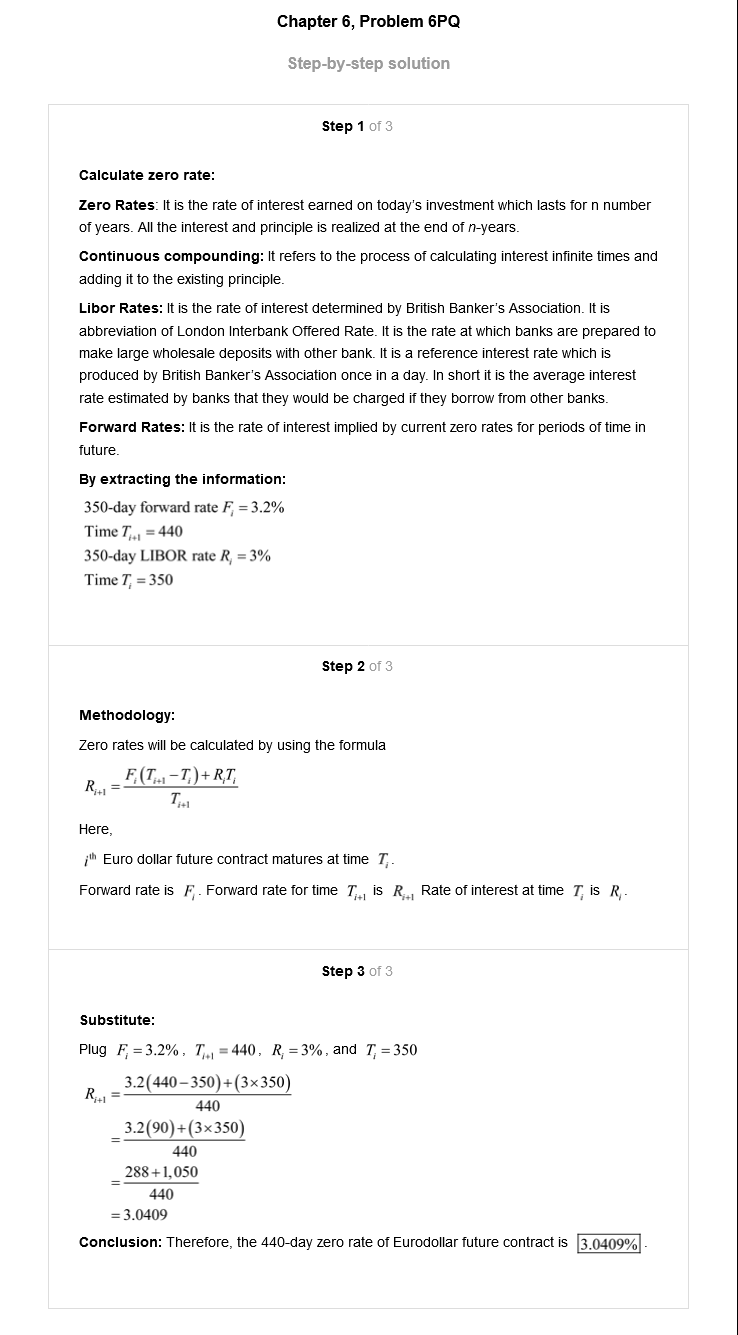 Chapter 6, Problem 6PQ
Step-by-step solution
Step 1 of 3
Calculate zero rate:
Zero Rates: It is the rate of interest earned on today's investment which lasts for n number
of years. All the interest and principle is realized at the end of n-years.
Continuous compounding: It refers to the process of calculating interest infinite times and
adding it to the existing principle.
Libor Rates: It is the rate of interest determined by British Banker's Association. It is
abbreviation of London Interbank Offered Rate. It is the rate at which banks are prepared to
make large wholesale deposits with other bank. It is a reference interest rate which is
produced by British Banker's Association once in a day. In short it is the average interest
rate estimated by banks that they would be charged if they borrow from other banks.
Forward Rates: It is the rate of interest implied by current zero rates for periods of time in
future.
By extracting the information:
350-day forward rate F_i = 3.2%
Time T_{i+1} = 440
350-day LIBOR rate R_i = 3%
Time T_i = 350
Step 2 of 3
Methodology:
Zero rates will be calculated by using the formula
R_{i+1} = \frac{F_i(T_{i+1} − T_i) + R_iT_i}{T_{i+1}}
Here,
i^{th} Euro dollar future contract matures at time T_i.
Forward rate is F_i. Forward rate for time T_{i+1} is R_{i+1} Rate of interest at time T_i is R_i.
Step 3 of 3
Substitute:
Plug F_i = 3.2%, T_{i+1} = 440, R_i = 3%, and T_i = 350
R_{i+1} = \frac{3.2(440−350)+(3×350)}{440}
= \frac{3.2(90)+(3×350)}{440}
= \frac{288+1,050}{440}
= 3.0409
Conclusion: Therefore, the 440-day zero rate of Eurodollar future contract is 3.0409%.